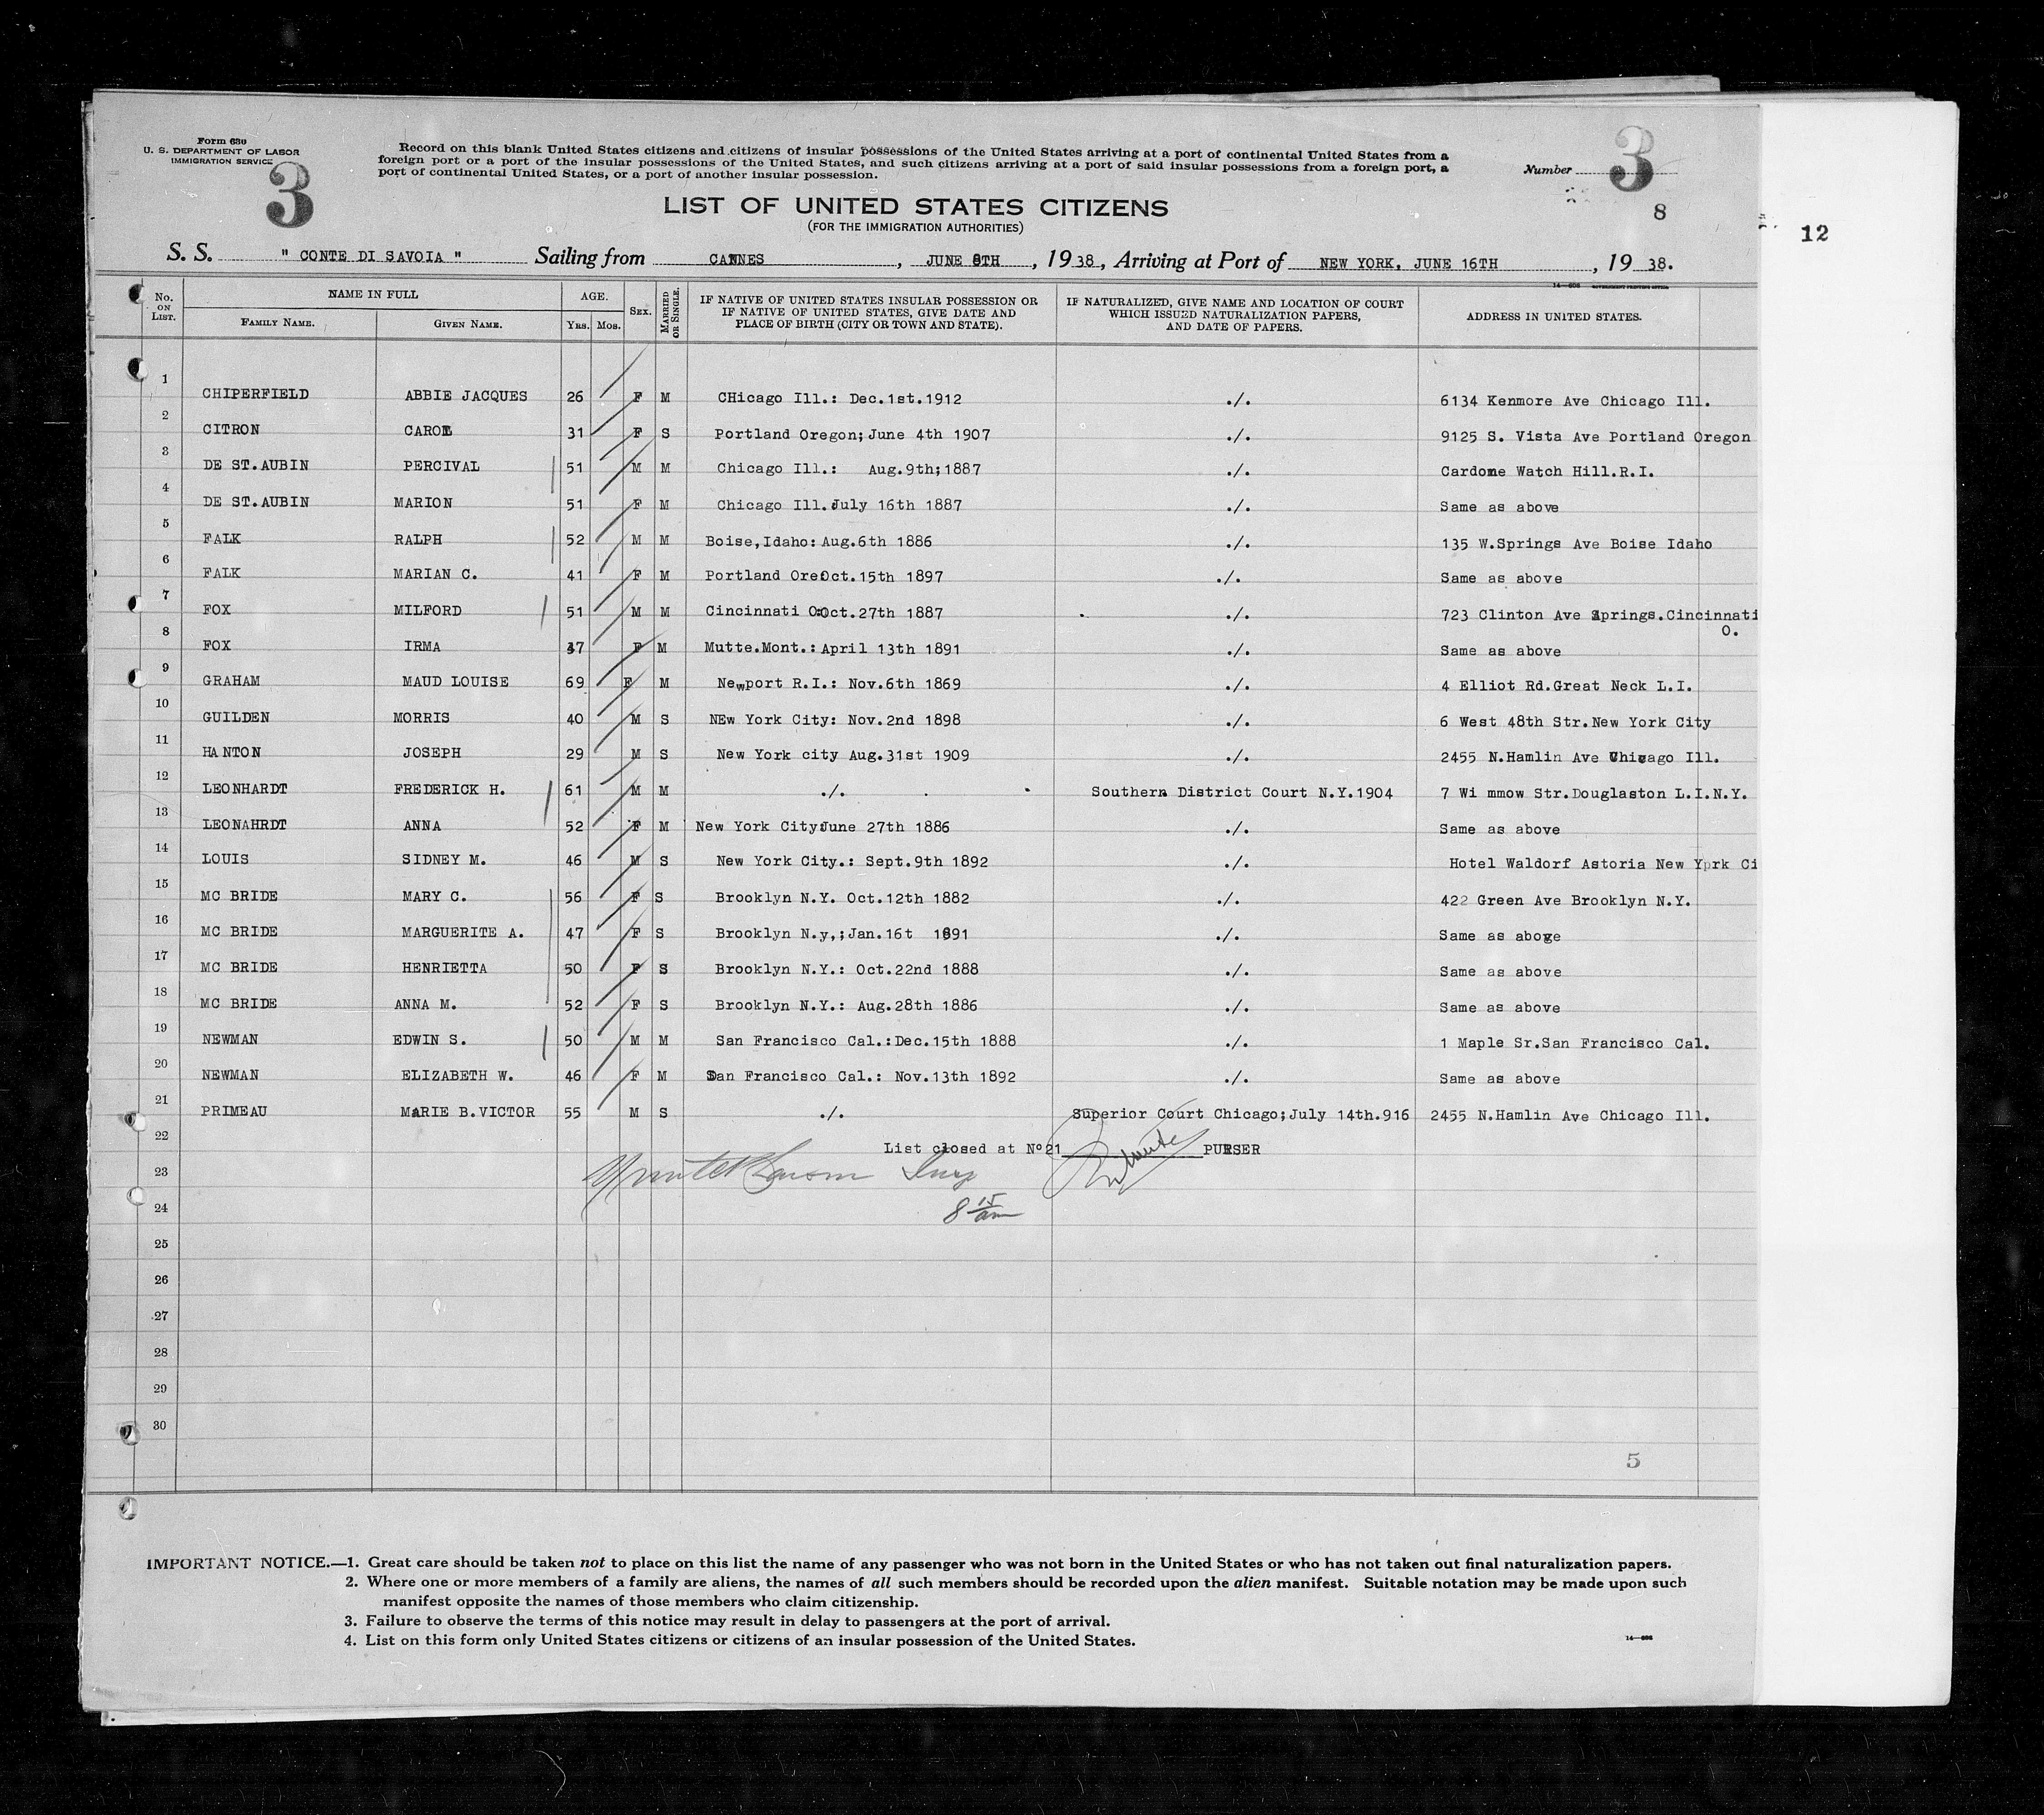 Form 630
U. S. DEPARTMENT OF LABOR
IMMIGRATION SERVICE
3
Record on this blank United States citizens and citizens of insular possessions of the United States arriving at a port of continental United States from a
foreign port or a port of the insular possessions of the United States, and such citizens arriving at a port of said insular possessions from a foreign port, a
port of continental United States, or a port of another insular possession.
Number 3
8
12
LIST OF UNITED STATES CITIZENS
(FOR THE IMMIGRATION AUTHORITIES)
S. S. " CONTE DI SAVOIA " Sailing from CANNES, JUNE 8TH, 1938, Arriving at Port of NEW YORK, JUNE 16TH, 1938.
No. ON LIST. NAME IN FULL FAMILY NAME. GIVEN NAME. AGE. YRS. MOS. SEX. MARRIED OR SINGLE. IF NATIVE OF UNITED STATES INSULAR POSSESSION OR IF NATIVE OF UNITED STATES, GIVE DATE AND PLACE OF BIRTH (CITY OR TOWN AND STATE). IF NATURALIZED, GIVE NAME AND LOCATION OF COURT WHICH ISSUED NATURALIZATION PAPERS, AND DATE OF PAPERS. ADDRESS IN UNITED STATES.
1 CHIPERFIELD ABBIE JACQUES 26 F M CHicago Ill.: Dec.1st.1912 ./. 6134 Kenmore Ave Chicago Ill.
2 CITRON CAROL 31 F S Portland Oregon;June 4th 1907 ./. 9125 S. Vista Ave Portland Oregon
3 DE ST.AUBIN PERCIVAL 51 M M Chicago Ill.: Aug.9th;1887 ./. Cardome Watch Hill.R.I.
4 DE ST.AUBIN MARION 51 F M Chicago Ill.July 16th 1887 ./. Same as above
5 FALK RALPH 52 M M Boise,Idaho:Aug.6th 1886 ./. 135 W.Springs Ave Boise Idaho
6 FALK MARIAN C. 41 F M Portland Ore:Oct.15th 1897 ./. Same as above
7 FOX MILFORD 51 M M Cincinnati O:Oct.27th 1887 ./. 723 Clinton Ave Springs.Cincinnati
O.
8 FOX IRMA 37 F M Mutte.Mont.:April 13th 1891 ./. Same as above
9 GRAHAM MAUD LOUISE 69 F M Newport R.I.: Nov.6th 1869 ./. 4 Elliot Rd.Great Neck L.I.
10 GUILDEN MORRIS 40 M S NEw York City: Nov.2nd 1898 ./. 6 West 48th Str.New York City
11 HANTON JOSEPH 29 M S New York city Aug.31st 1909 ./. 2455 N.Hamlin Ave Chicago Ill.
12 LEONHARDT FREDERICK H. 61 M M ./. Southern District Court N.Y.1904 7 Wi mmow Str.Douglaston L.I.N.Y.
13 LEONAHRDT ANNA 52 F M New York City:June 27th 1886 ./. Same as above
14 LOUIS SIDNEY M. 46 M S New York City.: Sept.9th 1892 ./. Hotel Waldorf Astoria New Yprk Ci
15 MC BRIDE MARY C. 56 F S Brooklyn N.Y. Oct.12th 1882 ./. 422 Green Ave Brooklyn N.Y.
16 MC BRIDE MARGUERITE A. 47 F S Brooklyn N.y,;Jan.16t 1891 ./. Same as above
17 MC BRIDE HENRIETTA 50 F S Brooklyn N.Y.: Oct.22nd 1888 ./. Same as above
18 MC BRIDE ANNA M. 52 F S Brooklyn N.Y.: Aug.28th 1886 ./. Same as above
19 NEWMAN EDWIN S. 50 M M San Francisco Cal.:Dec.15th 1888 ./. 1 Maple Sr.San Francisco Cal.
20 NEWMAN ELIZABETH W. 46 F M San Francisco Cal.: Nov.13th 1892 ./. Same as above
21 PRIMEAU MARIE B.VICTOR 55 M S ./. Superior Court Chicago;July 14th.916 2455 N.Hamlin Ave Chicago Ill.
22 List closed at Nº21 PURSER
23
24 8 15 am
25
26
27
28
29
30
5
IMPORTANT NOTICE.—1. Great care should be taken not to place on this list the name of any passenger who was not born in the United States or who has not taken out final naturalization papers.
2. Where one or more members of a family are aliens, the names of all such members should be recorded upon the alien manifest. Suitable notation may be made upon such
manifest opposite the names of those members who claim citizenship.
3. Failure to observe the terms of this notice may result in delay to passengers at the port of arrival.
4. List on this form only United States citizens or citizens of an insular possession of the United States.